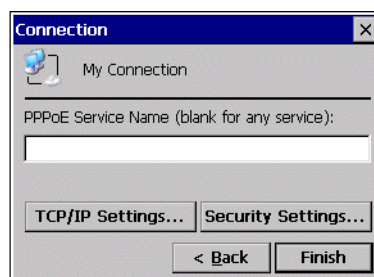 Connection
My Connection
PPPoE Service Name (blank for any service):
TCP/IP Settings... Security Settings...
< Back Finish